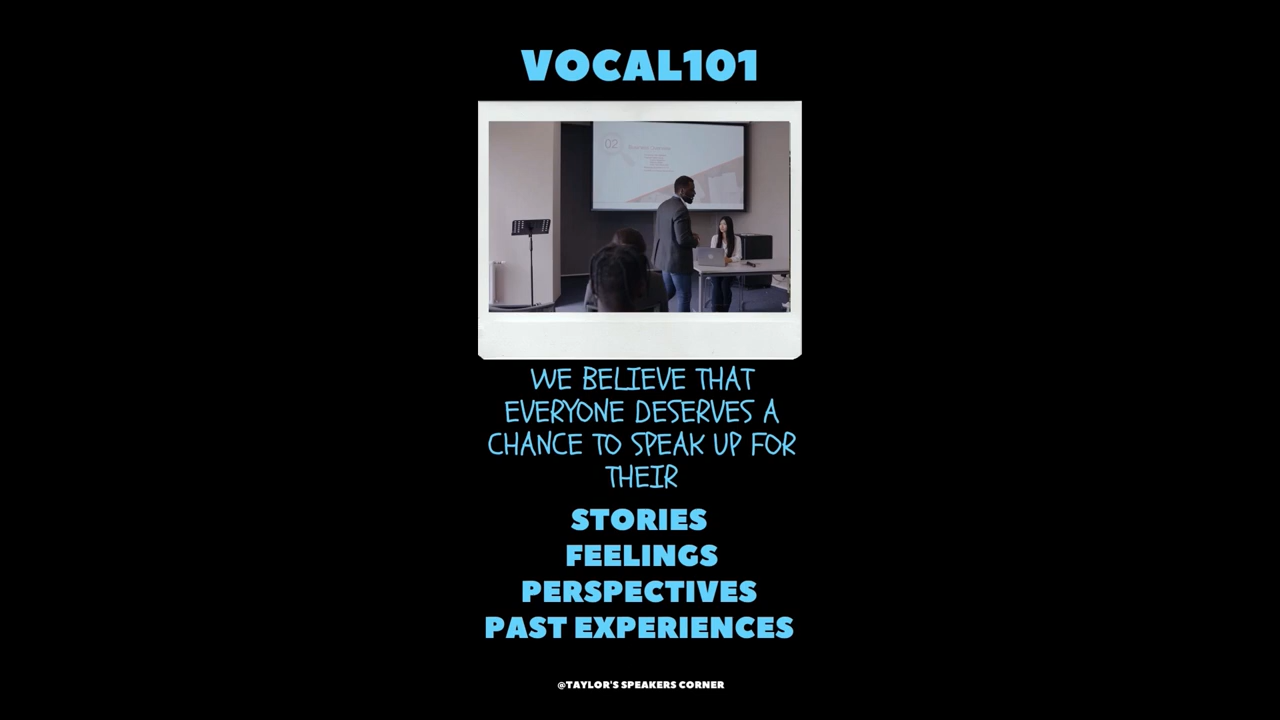 VOCAL101
02
WE BELIEVE THAT
EVERYONE DESERVES A
CHANCE TO SPEAK UP FOR
THEIR
STORIES
FEELINGS
PERSPECTIVES
PAST EXPERIENCES
@TAYLOR'S SPEAKERS CORNER